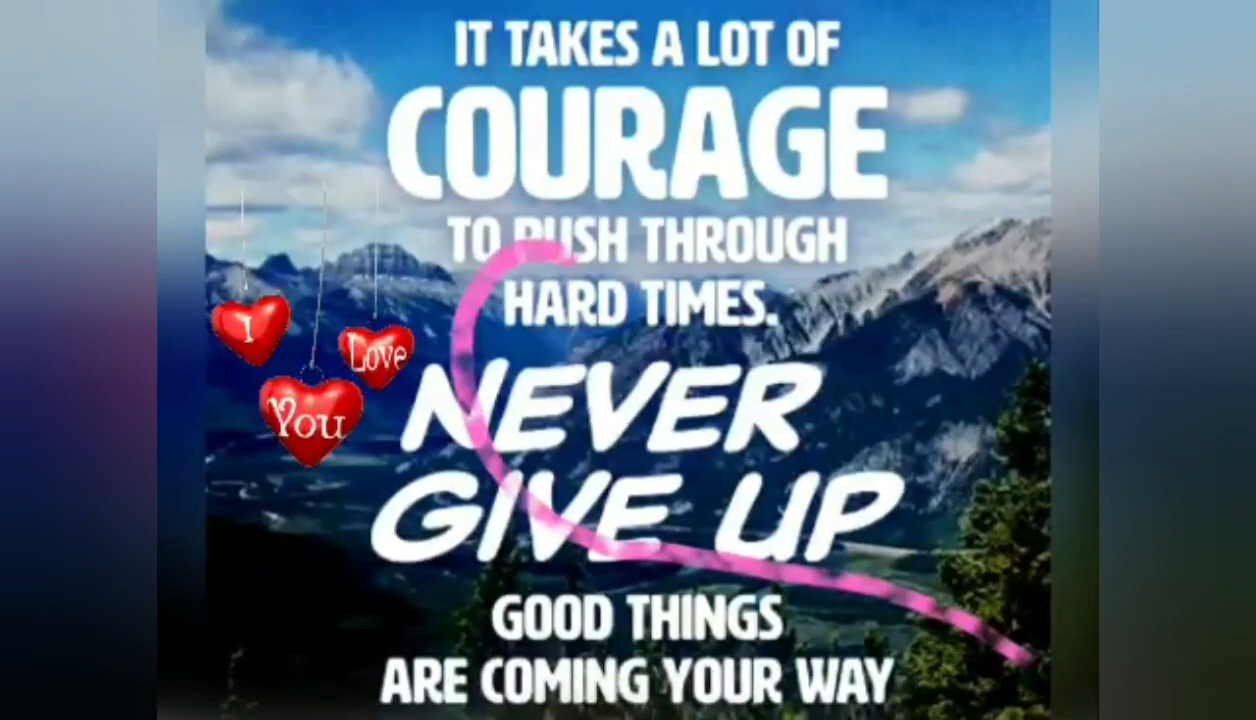 IT TAKES A LOT OF
COURAGE
TO PUSH THROUGH
HARD TIMES.
I
Love
You
NEVER
GIVE UP
GOOD THINGS
ARE COMING YOUR WAY